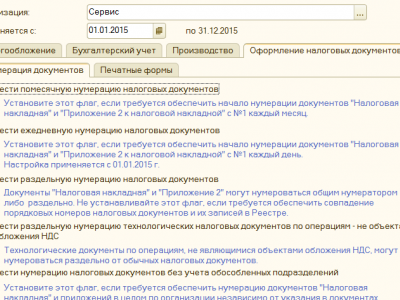 изация: Сервис ...
няется с: 01.01.2015 по 31.12.2015
гообложение Бухгалтерский учет Производство Оформление налоговых документов
мерация документов Печатные формы
ести помесячную нумерацию налоговых документов
Установите этот флаг, если требуется обеспечить начало нумерации документов "Налоговая
накладная" и "Приложение 2 к налоговой накладной" с №1 каждый месяц.
ести ежедневную нумерацию налоговых документов
Установите этот флаг, если требуется обеспечить начало нумерации документов "Налоговая
накладная" и "Приложение 2 к налоговой накладной" с №1 каждый день.
Настройка применяется с 01.01.2015 г.
ести раздельную нумерацию налоговых документов
Документы "Налоговая накладная" и "Приложение 2" могут нумероваться общим нумератором
либо раздельно. Не устанавливайте этот флаг, если требуется обеспечить совпадение
порядковых номеров налоговых документов и их записей в Реестре.
ести раздельную нумерацию технологических налоговых документов по операциям - не объекта
бложения НДС
Технологические документы по операциям, не являющимися объектами обложения НДС, могут
нумероваться раздельно от обычных налоговых документов.
ести нумерацию налоговых документов без учета обособленных подразделений
Установите этот флаг, если требуется обеспечить нумерацию документов "Налоговая
накладная" и приложений в целом по организации независимо от указания в документах